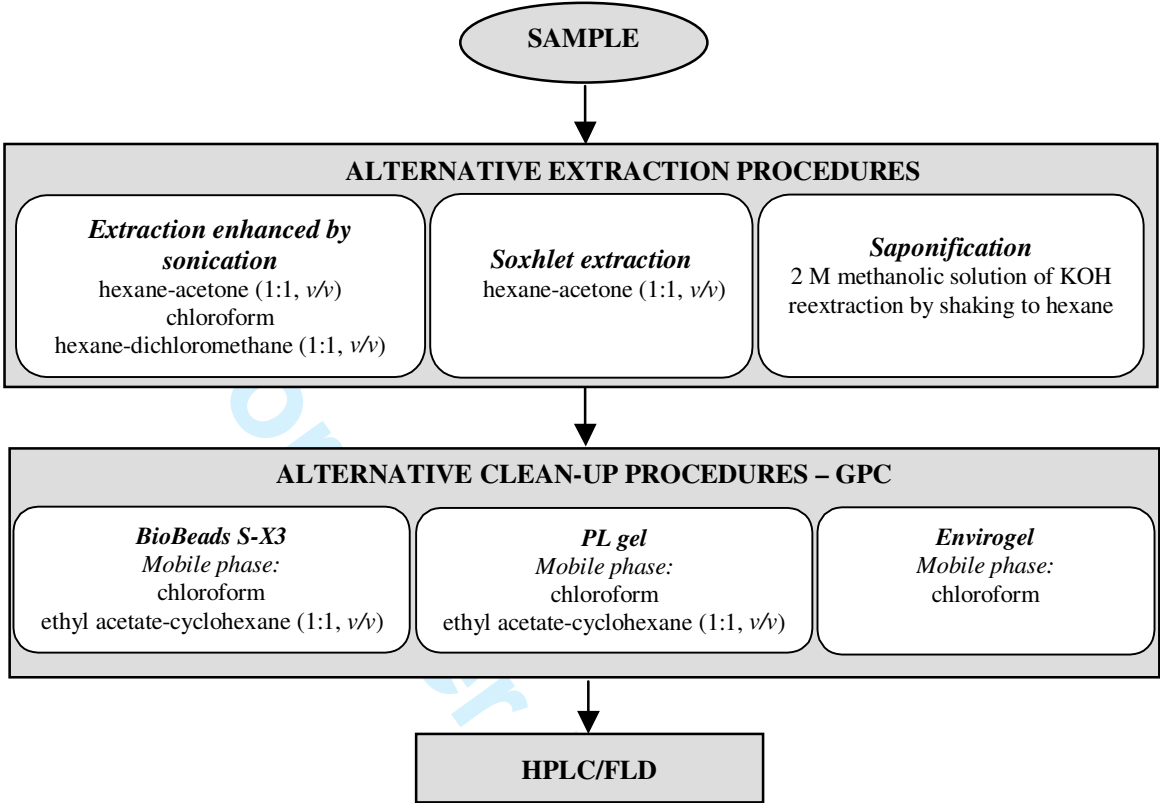 SAMPLE
ALTERNATIVE EXTRACTION PROCEDURES
Extraction enhanced by
sonication
hexane-acetone (1:1, v/v)
chloroform
hexane-dichloromethane (1:1, v/v)
Soxhlet extraction
hexane-acetone (1:1, v/v)
Saponification
2 M methanolic solution of KOH
reextraction by shaking to hexane
ALTERNATIVE CLEAN-UP PROCEDURES – GPC
BioBeads S-X3
Mobile phase:
chloroform
ethyl acetate-cyclohexane (1:1, v/v)
PL gel
Mobile phase:
chloroform
ethyl acetate-cyclohexane (1:1, v/v)
Envirogel
Mobile phase:
chloroform
HPLC/FLD